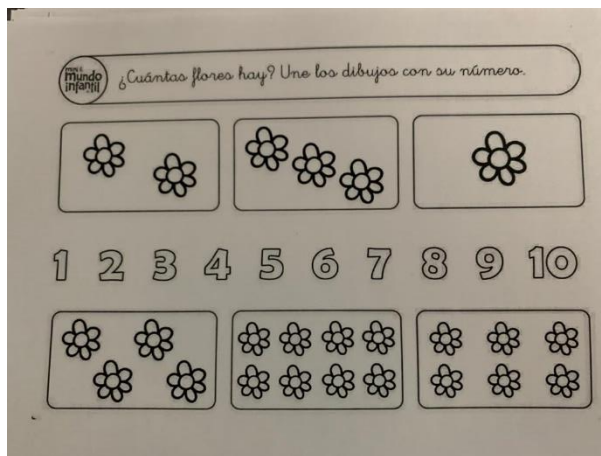 mundo
infantil
¿Cuántas flores hay? Une los dibujos con su número.
1 2 3 4 5 6 7 8 9 10